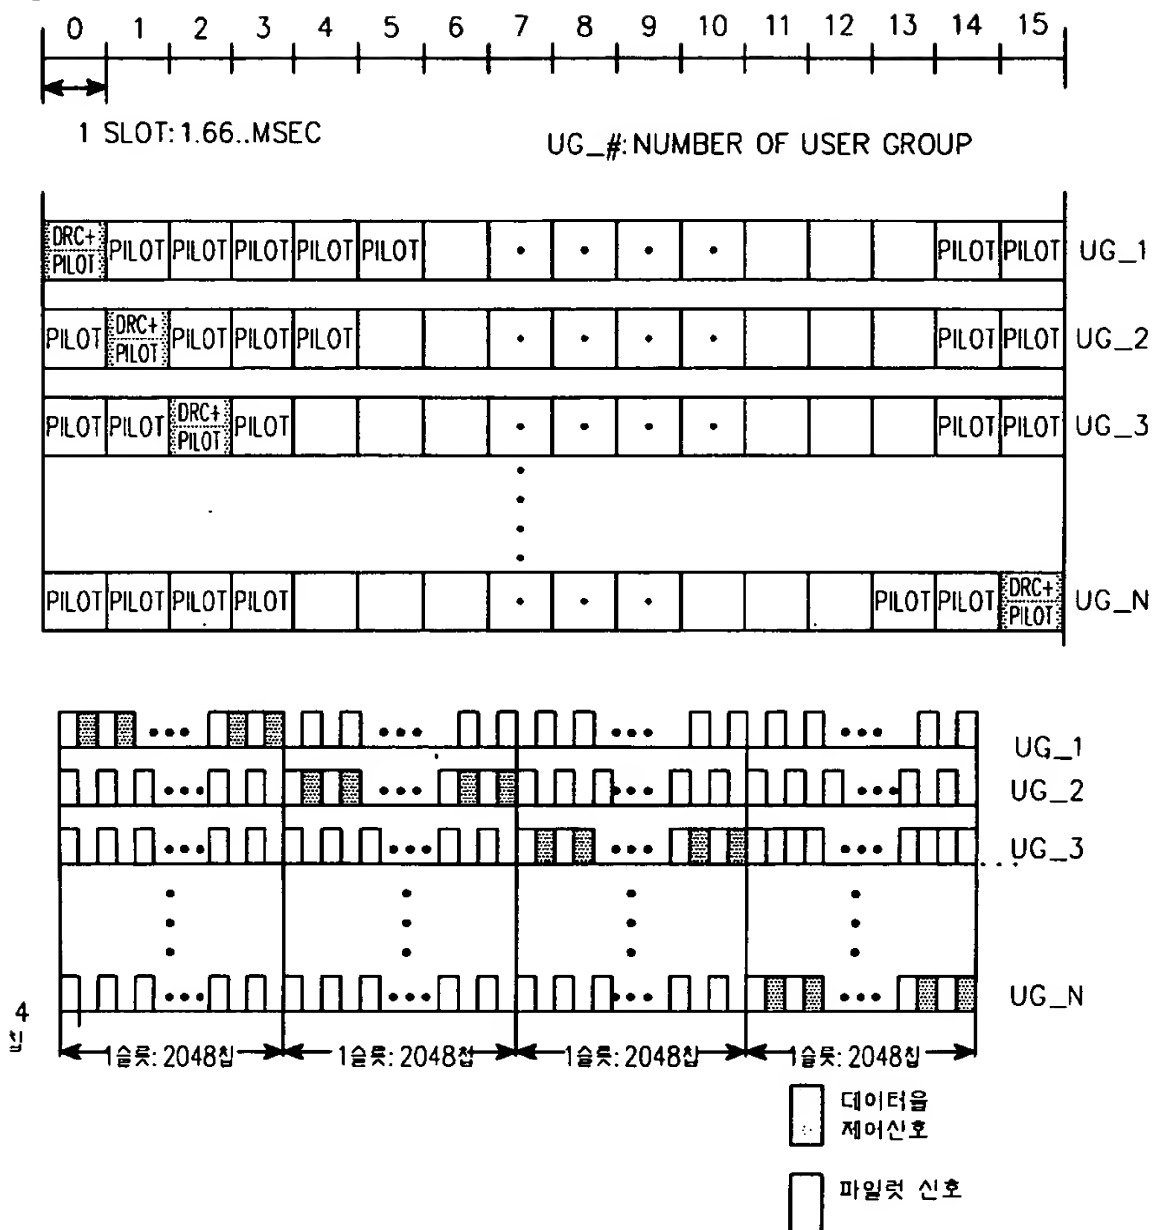 0 1 2 3 4 5 6 7 8 9 10 11 12 13 14 15
1 SLOT: 1.66..MSEC
UG_#: NUMBER OF USER GROUP
DRC+ PILOT PILOT PILOT PILOT PILOT PILOT PILOT PILOT UG_1
PILOT DRC+ PILOT PILOT PILOT PILOT PILOT PILOT UG_2
PILOT PILOT DRC+ PILOT PILOT PILOT PILOT UG_3
PILOT PILOT PILOT PILOT PILOT PILOT DRC+ PILOT UG_N
UG_1
UG_2
UG_3
UG_N
4
칩
1슬롯: 2048칩 1슬롯: 2048칩 1슬롯: 2048칩 1슬롯: 2048칩
데이터율
제어신호
파일럿 신호